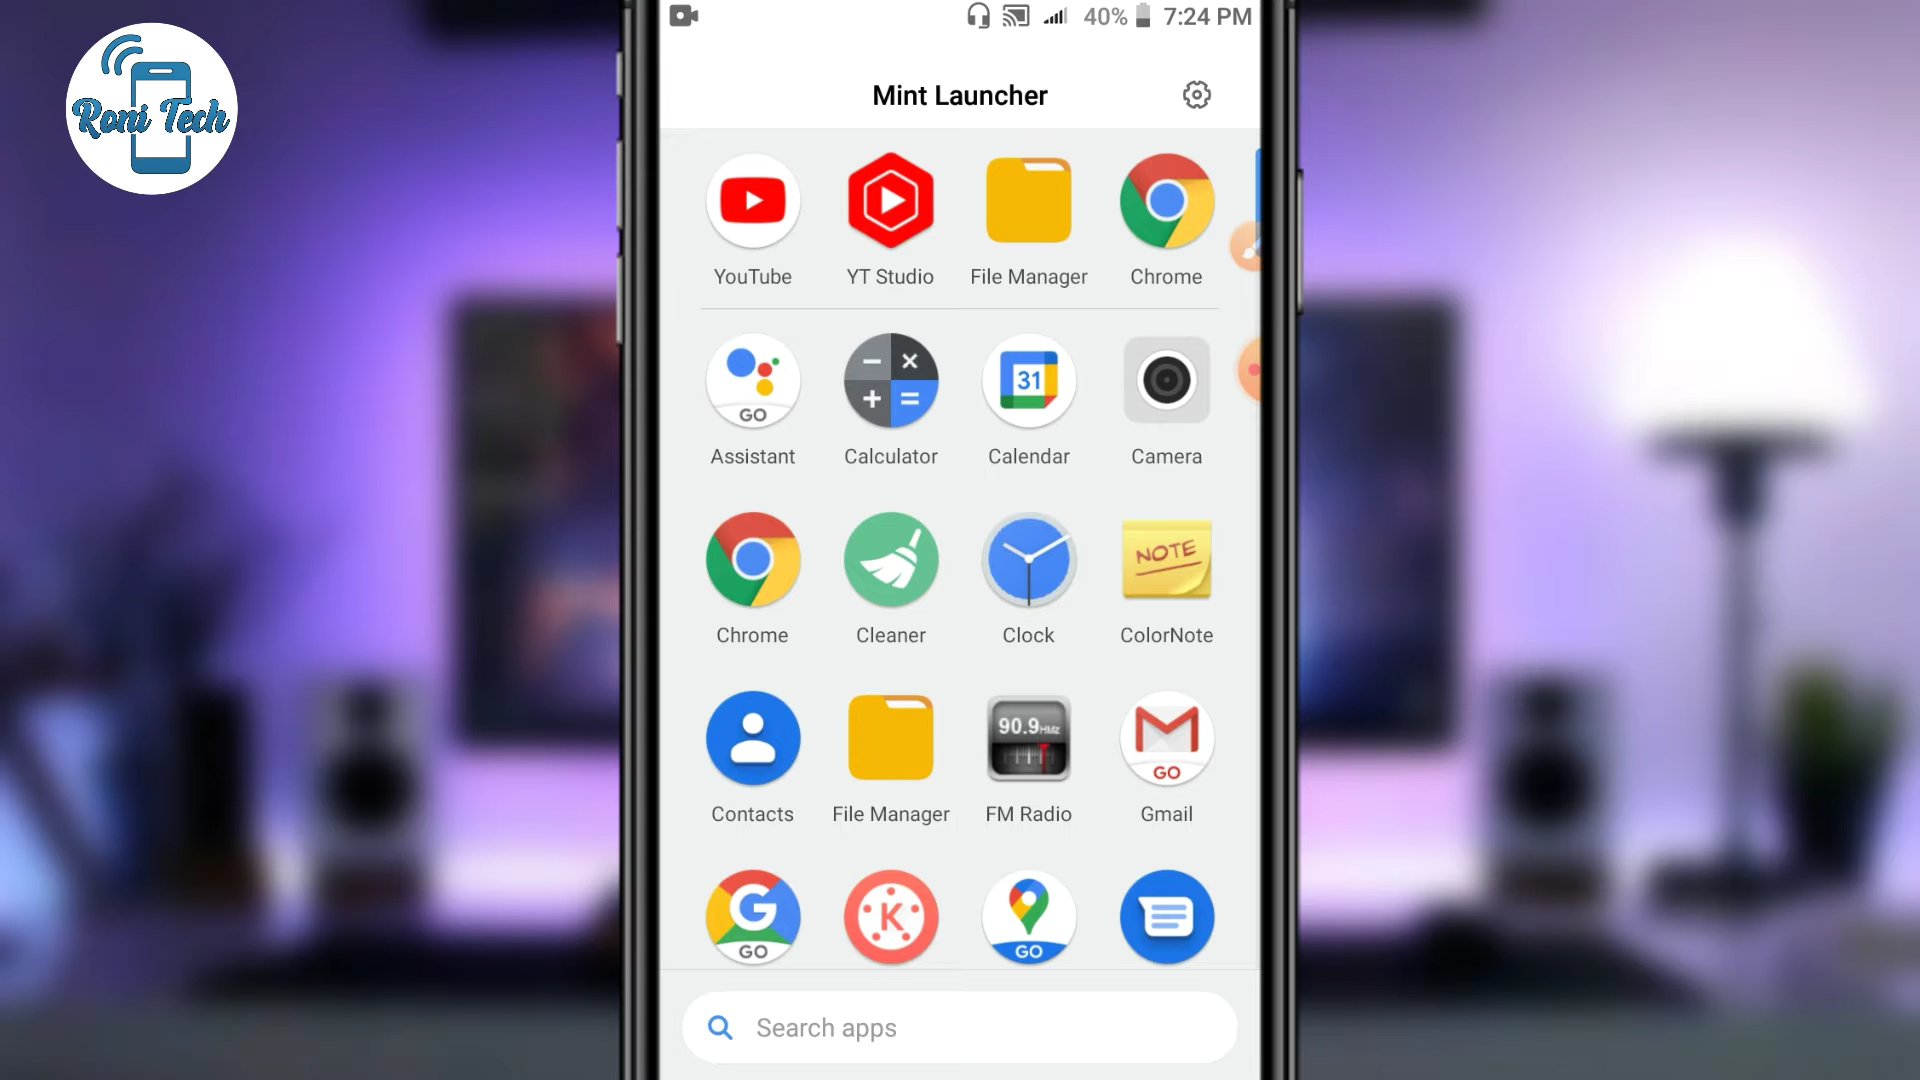 Roni Tech
40% 7:24 PM
Mint Launcher
YouTube YT Studio File Manager Chrome
GO
31
Assistant Calculator Calendar Camera
NOTE
Chrome Cleaner Clock ColorNote
90.9HMz
GO
Contacts File Manager FM Radio Gmail
G K
GO GO
Search apps